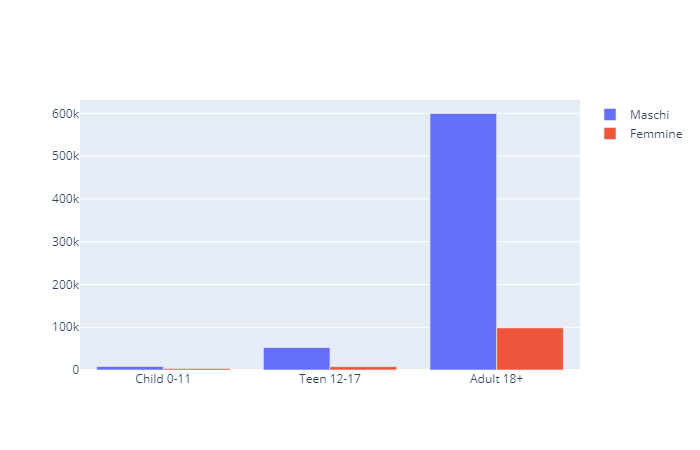 600k
500k
400k
300k
200k
100k
0
Child 0-11
Teen 12-17
Adult 18+
Maschi
Femmine